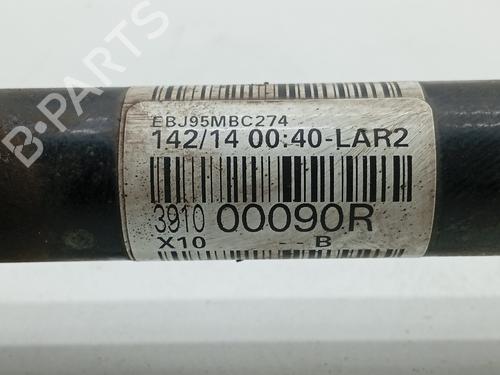 EBJ95MBC274
142/14 00:40-LAR2
3910 00090R
X10 -- B
B-PARTS